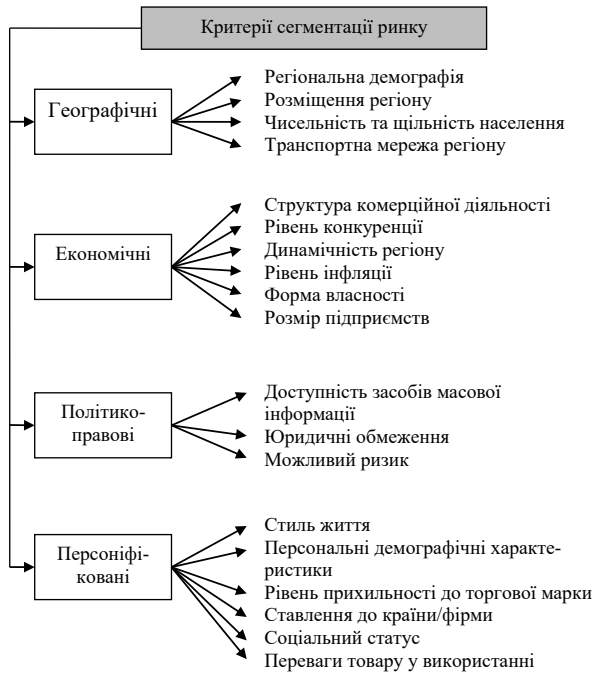 Критерії сегментації ринку
Географічні
Регіональна демографія
Розміщення регіону
Чисельність та щільність населення
Транспортна мережа регіону
Економічні
Структура комерційної діяльності
Рівень конкуренції
Динамічність регіону
Рівень інфляції
Форма власності
Розмір підприємств
Політико-
правові
Доступність засобів масової
інформації
Юридичні обмеження
Можливий ризик
Персоніфі-
ковані
Стиль життя
Персональні демографічні характе-
ристики
Рівень прихильності до торгової марки
Ставлення до країни/фірми
Соціальний статус
Переваги товару у використанні